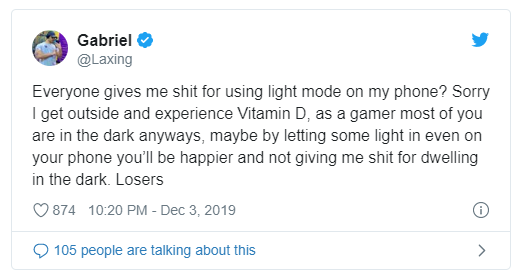 Gabriel
@Laxing
Everyone gives me shit for using light mode on my phone? Sorry
I get outside and experience Vitamin D, as a gamer most of you
are in the dark anyways, maybe by letting some light in even on
your phone you’ll be happier and not giving me shit for dwelling
in the dark. Losers
874 10:20 PM - Dec 3, 2019
105 people are talking about this